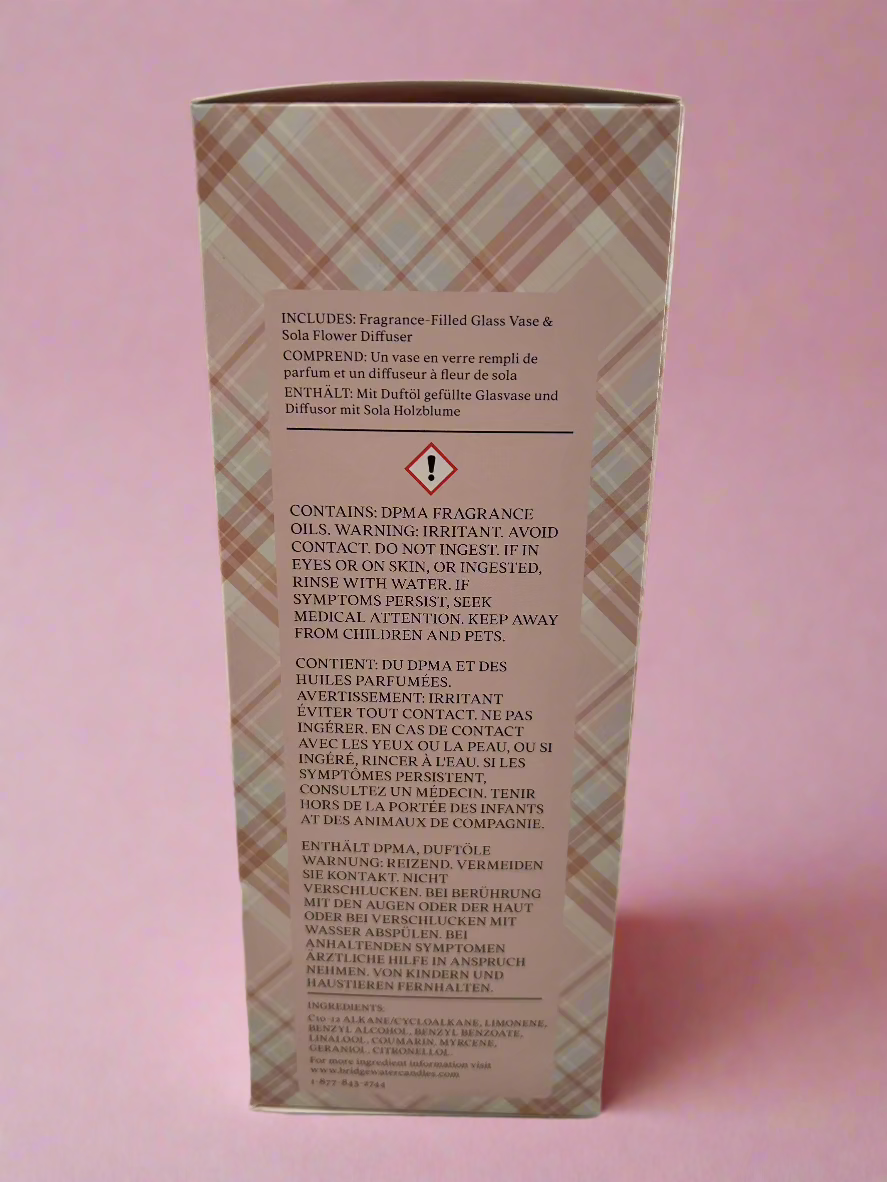 INCLUDES: Fragrance-Filled Glass Vase &
Sola Flower Diffuser
COMPREND: Un vase en verre rempli de
parfum et un diffuseur à fleur de sola
ENTHÄLT: Mit Duftöl gefüllte Glasvase und
Diffusor mit Sola Holzblume
!
CONTAINS: DPMA FRAGRANCE
OILS. WARNING: IRRITANT. AVOID
CONTACT. DO NOT INGEST. IF IN
EYES OR ON SKIN, OR INGESTED,
RINSE WITH WATER. IF
SYMPTOMS PERSIST, SEEK
MEDICAL ATTENTION. KEEP AWAY
FROM CHILDREN AND PETS.
CONTIENT: DU DPMA ET DES
HUILES PARFUMÉES.
AVERTISSEMENT: IRRITANT
ÉVITER TOUT CONTACT. NE PAS
INGÉRER. EN CAS DE CONTACT
AVEC LES YEUX OU LA PEAU, OU SI
INGÉRÉ, RINCER À L'EAU. SI LES
SYMPTÔMES PERSISTENT,
CONSULTEZ UN MÉDECIN. TENIR
HORS DE LA PORTÉE DES INFANTS
AT DES ANIMAUX DE COMPAGNIE.
ENTHÄLT DPMA, DUFTÖLE
WARNUNG: REIZEND. VERMEIDEN
SIE KONTAKT. NICHT
VERSCHLUCKEN. BEI BERÜHRUNG
MIT DEN AUGEN ODER DER HAUT
ODER BEI VERSCHLUCKEN MIT
WASSER ABSPÜLEN. BEI
ANHALTENDEN SYMPTOMEN
ÄRZTLICHE HILFE IN ANSPRUCH
NEHMEN. VON KINDERN UND
HAUSTIEREN FERNHALTEN.
INGREDIENTS:
C10-12 ALKANE/CYCLOALKANE, LIMONENE,
BENZYL ALCOHOL, BENZYL BENZOATE,
LINALOOL, COUMARIN, MYRCENE,
GERANIOL, CITRONELLOL.
For more ingredient information visit
www.bridgewatercandles.com
1-877-843-2744